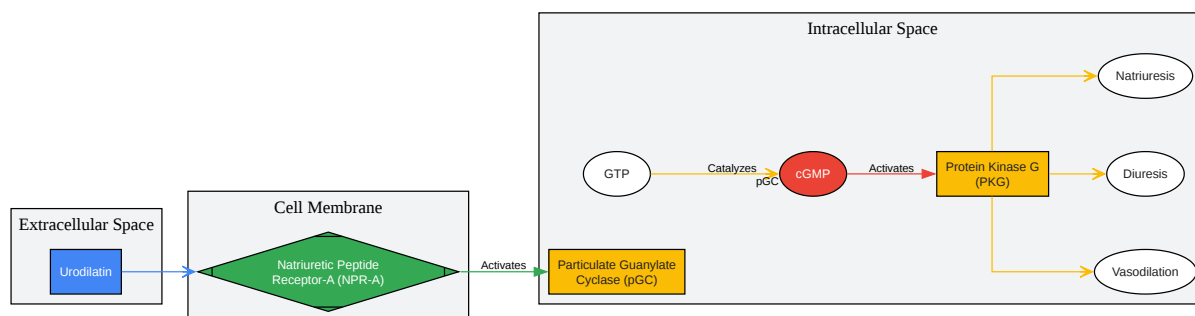 Intracellular Space
Natriuresis
GTP
Catalyzes
pGC
cGMP
Activates
Protein Kinase G
(PKG)
Diuresis
Cell Membrane
Extracellular Space
Urodilatin
Natriuretic Peptide
Receptor-A (NPR-A)
Activates
Particulate Guanylate
Cyclase (pGC)
Vasodilation